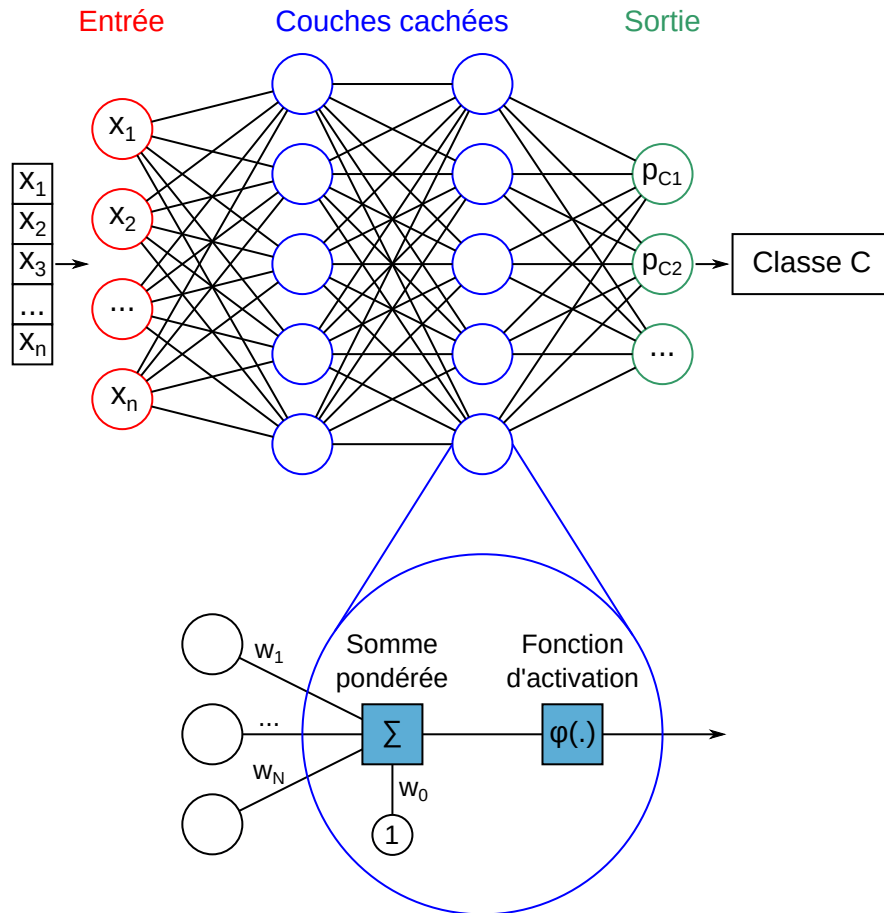 Entrée
Couches cachées
Sortie
x1
x2
x3
...
xn
x1
x2
...
xn
pC1
pC2
...
Classe C
w1
...
wN
Somme
pondérée
Σ
w0
1
Fonction
d'activation
φ(.)